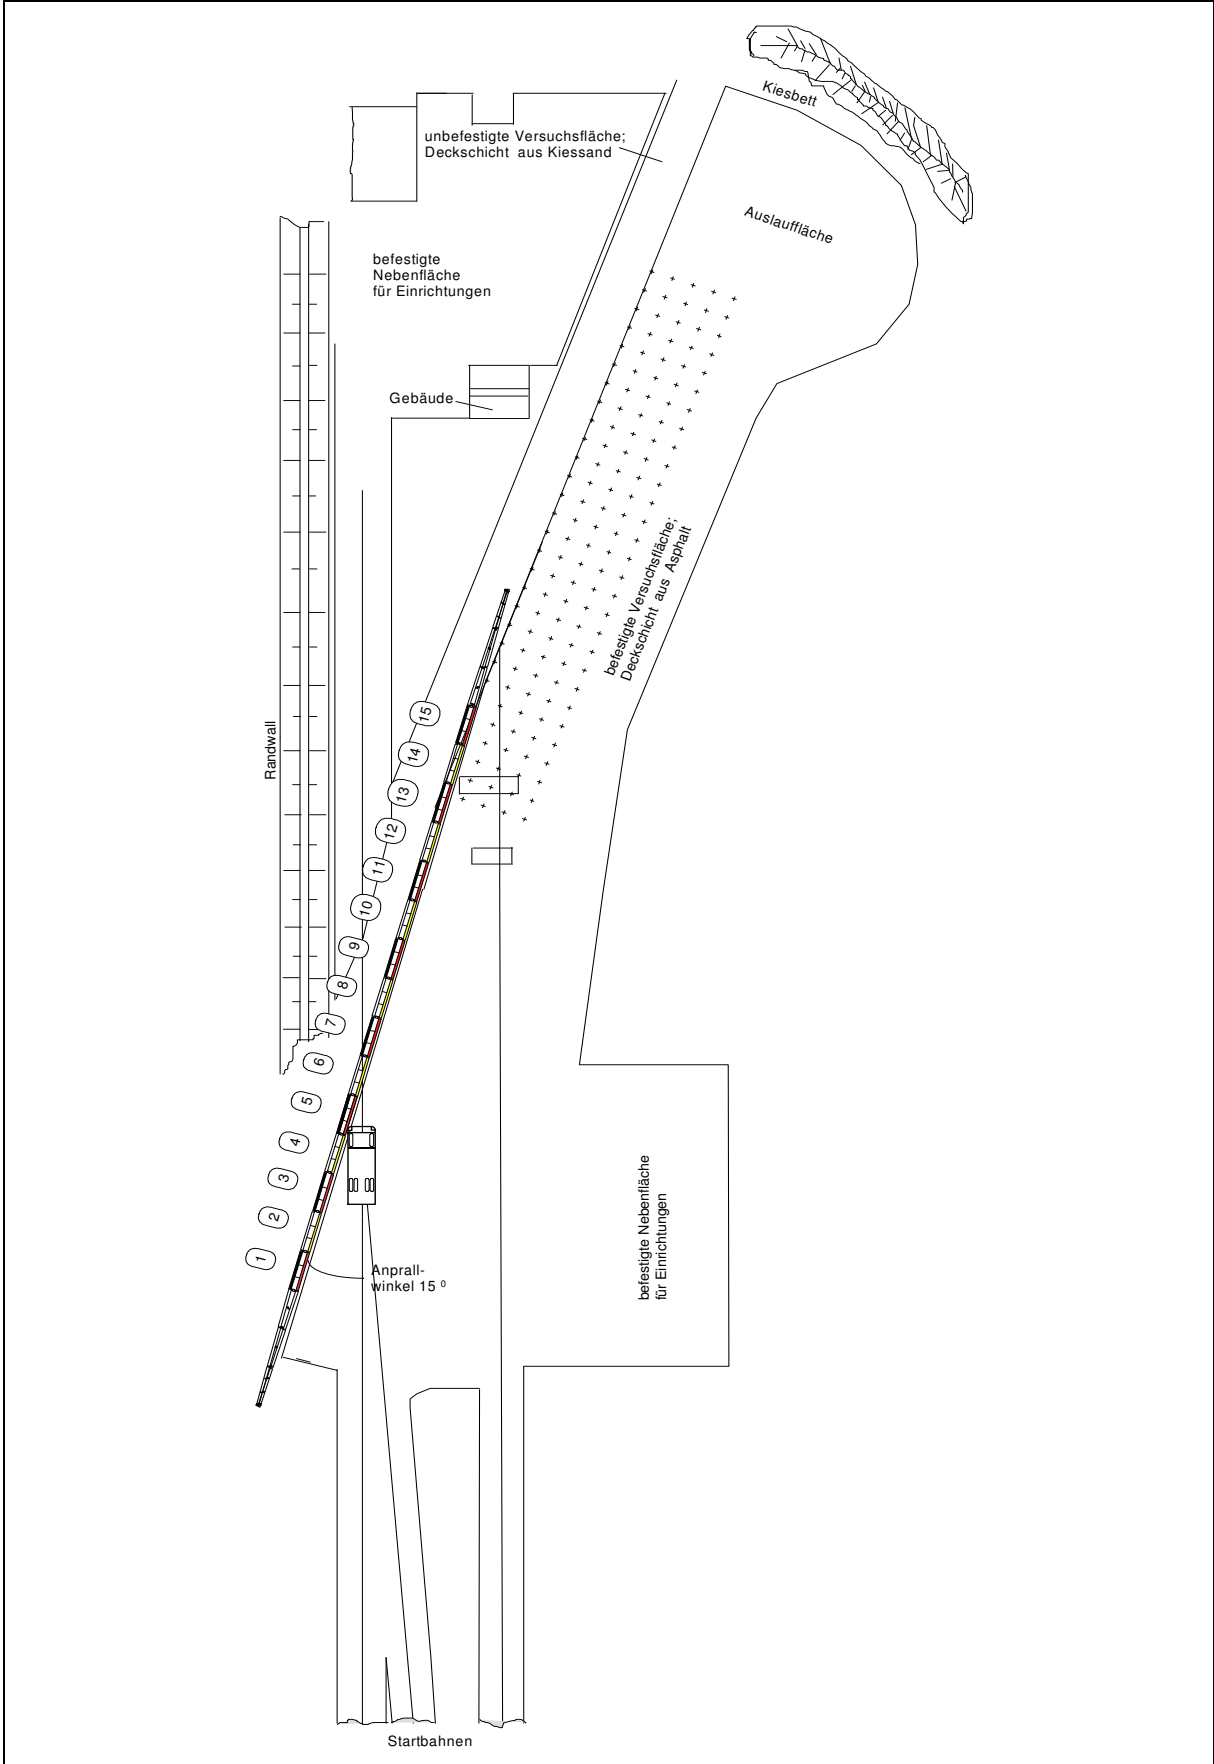 Kiesbett
unbefestigte Versuchsfläche;
Deckschicht aus Kiessand
Auslauffläche
befestigte
Nebenfläche
für Einrichtungen
Gebäude
befestigte Versuchsfläche;
Deckschicht aus Asphalt
Randwall
15
14
13
12
11
10
9
8
7
6
5
4
3
2
1
befestigte Nebenfläche
für Einrichtungen
Anprall-
winkel 15 ⁰
Startbahnen